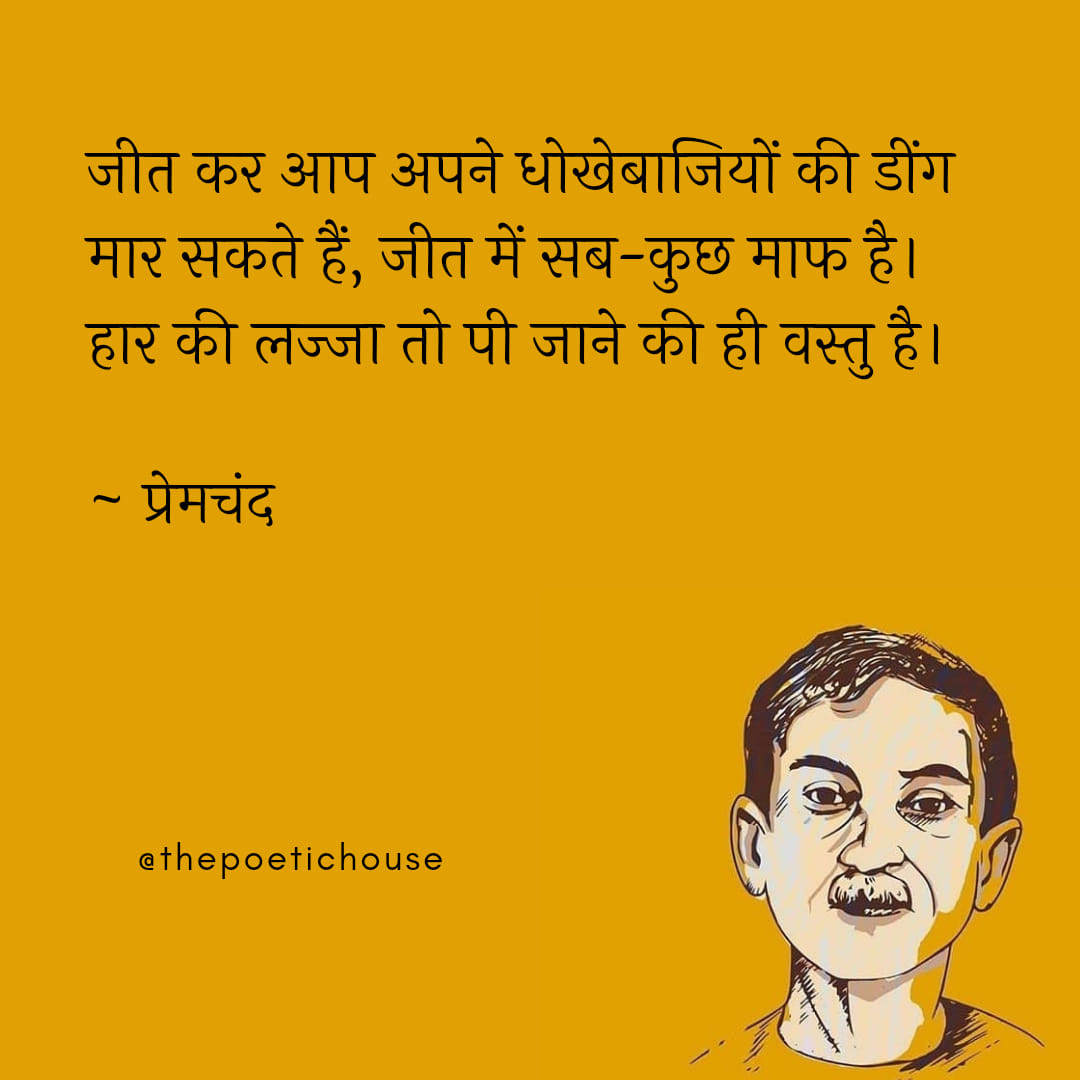 जीत कर आप अपने धोखेबाजियों की डींग
मार सकते हैं, जीत में सब-कुछ माफ है।
हार की लज्जा तो पी जाने की ही वस्तु है।
~ प्रेमचंद
@thepoetichouse